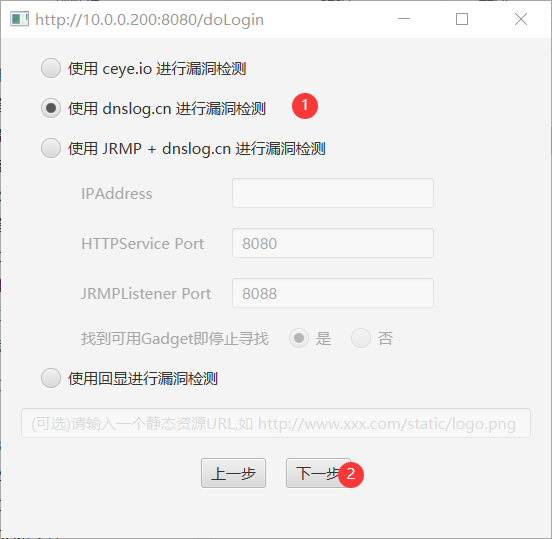 http://10.0.0.200:8080/doLogin
使用 ceye.io 进行漏洞检测
使用 dnslog.cn 进行漏洞检测 1
使用 JRMP + dnslog.cn 进行漏洞检测
IPAddress
HTTPService Port 8080
JRMPListener Port 8088
找到可用Gadget即停止寻找 是 否
使用回显进行漏洞检测
(可选)请输入一个静态资源URL,如 http://www.xxx.com/static/logo.png
上一步 下一步 2